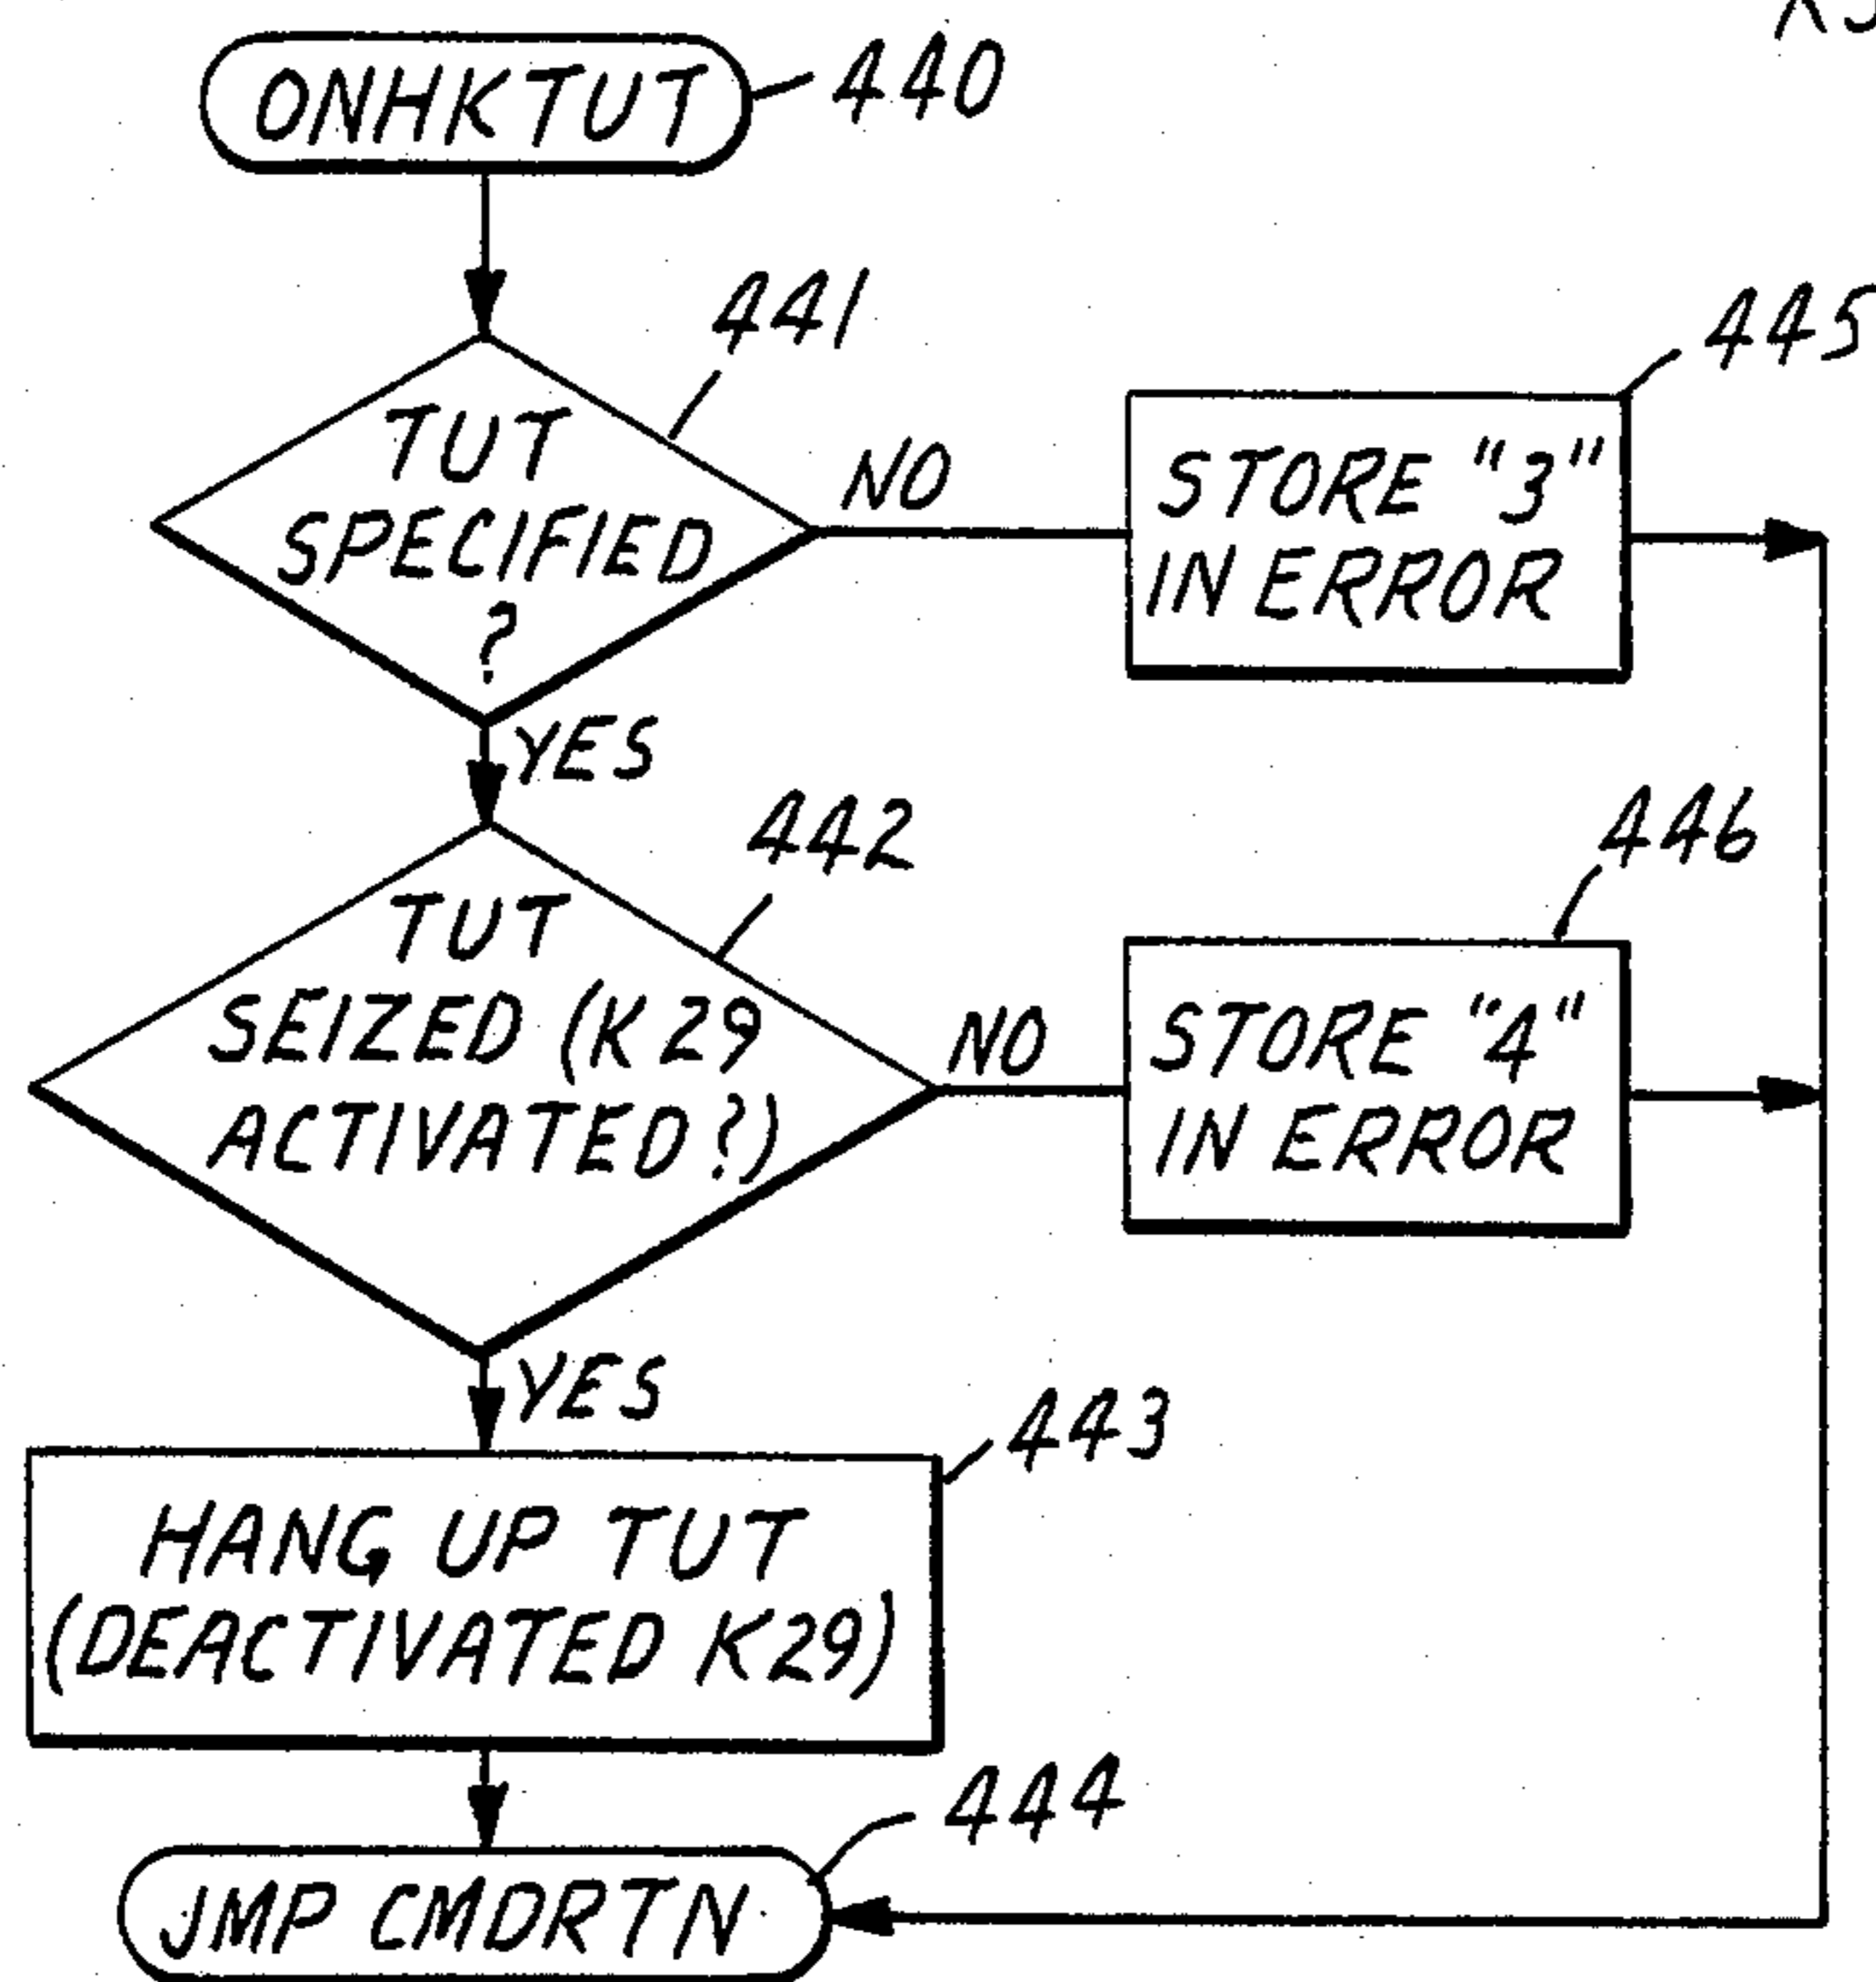 ONHKTUT
440
441
TUT
SPECIFIED
?
NO
STORE "3"
IN ERROR
445
YES
442
TUT
SEIZED (K29
ACTIVATED?)
NO
STORE "4"
IN ERROR
446
YES
443
HANG UP TUT
(DEACTIVATED K29)
444
JMP CMDRTN